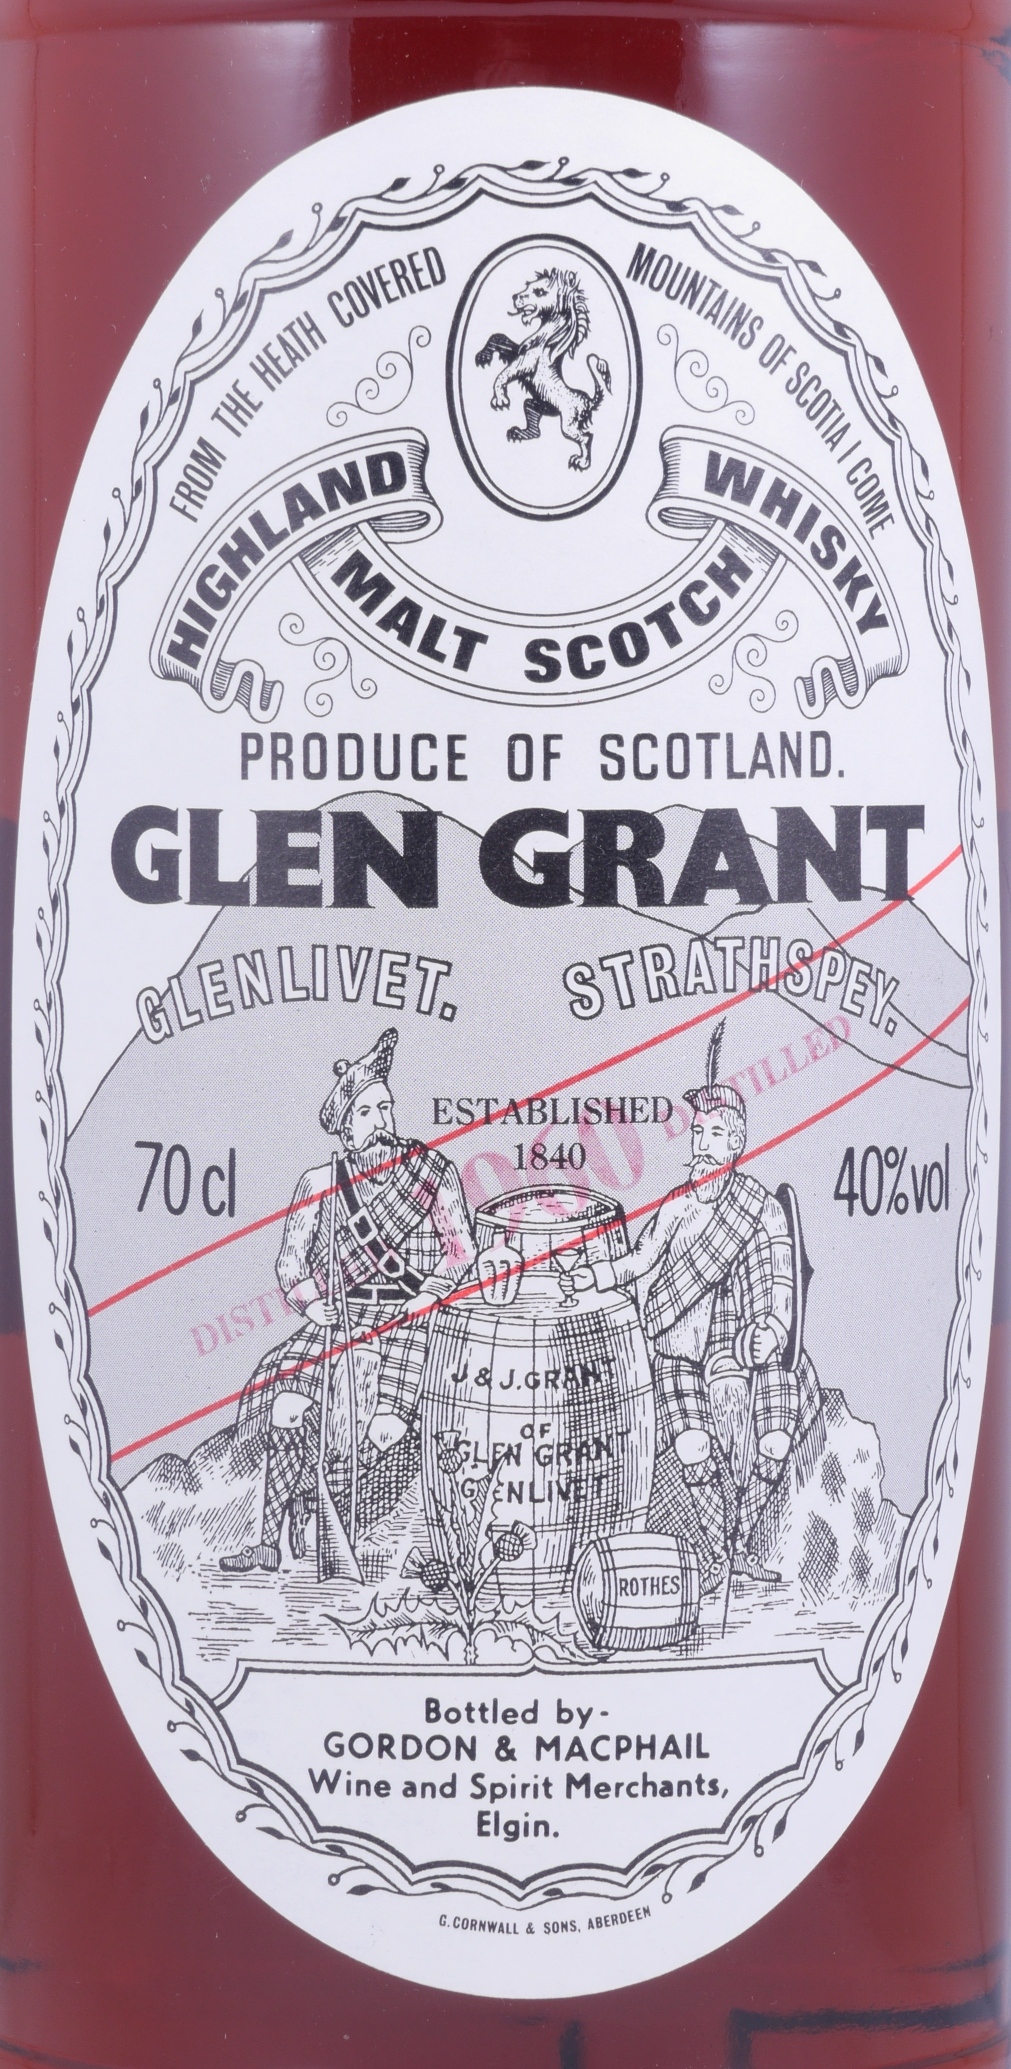 FROM THE HEATH COVERED MOUNTAINS OF SCOTIA I COME
HIGHLAND MALT SCOTCH WHISKY
PRODUCE OF SCOTLAND.
GLEN GRANT
GLENLIVET. STRATHSPEY.
ESTABLISHED
1840
70 cl
40%vol
DISTILLED 1960 DISTILLED
J & J. GRANT
OF
GLEN GRANT
GLENLIVET
ROTHES
Bottled by-
GORDON & MACPHAIL
Wine and Spirit Merchants,
Elgin.
G. CORNWALL & SONS, ABERDEEN